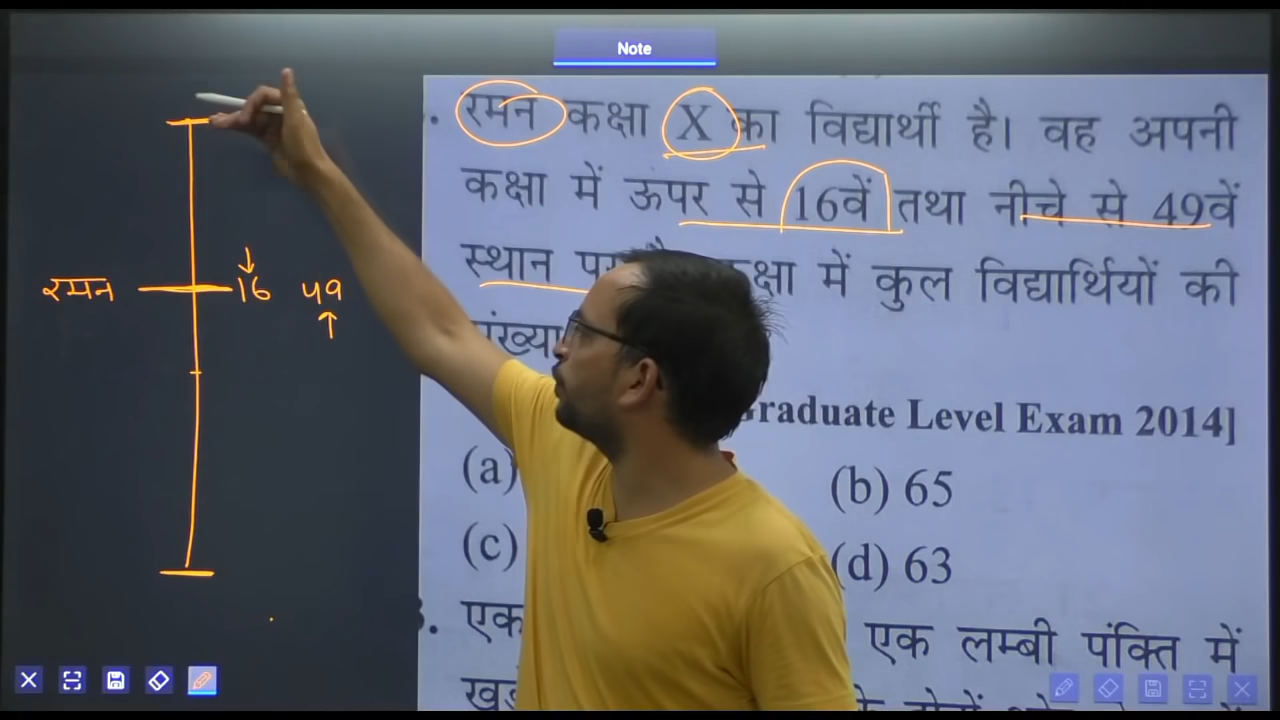 Note
रमन कक्षा X का विद्यार्थी है। वह अपनी
कक्षा में ऊपर से 16वें तथा नीचे से 49वें
स्थान कक्षा में कुल विद्यार्थियों की
संख्या
Graduate Level Exam 2014]
(a) (b) 65
(c) (d) 63
एक एक लम्बी पंक्ति में
रमन 16 49